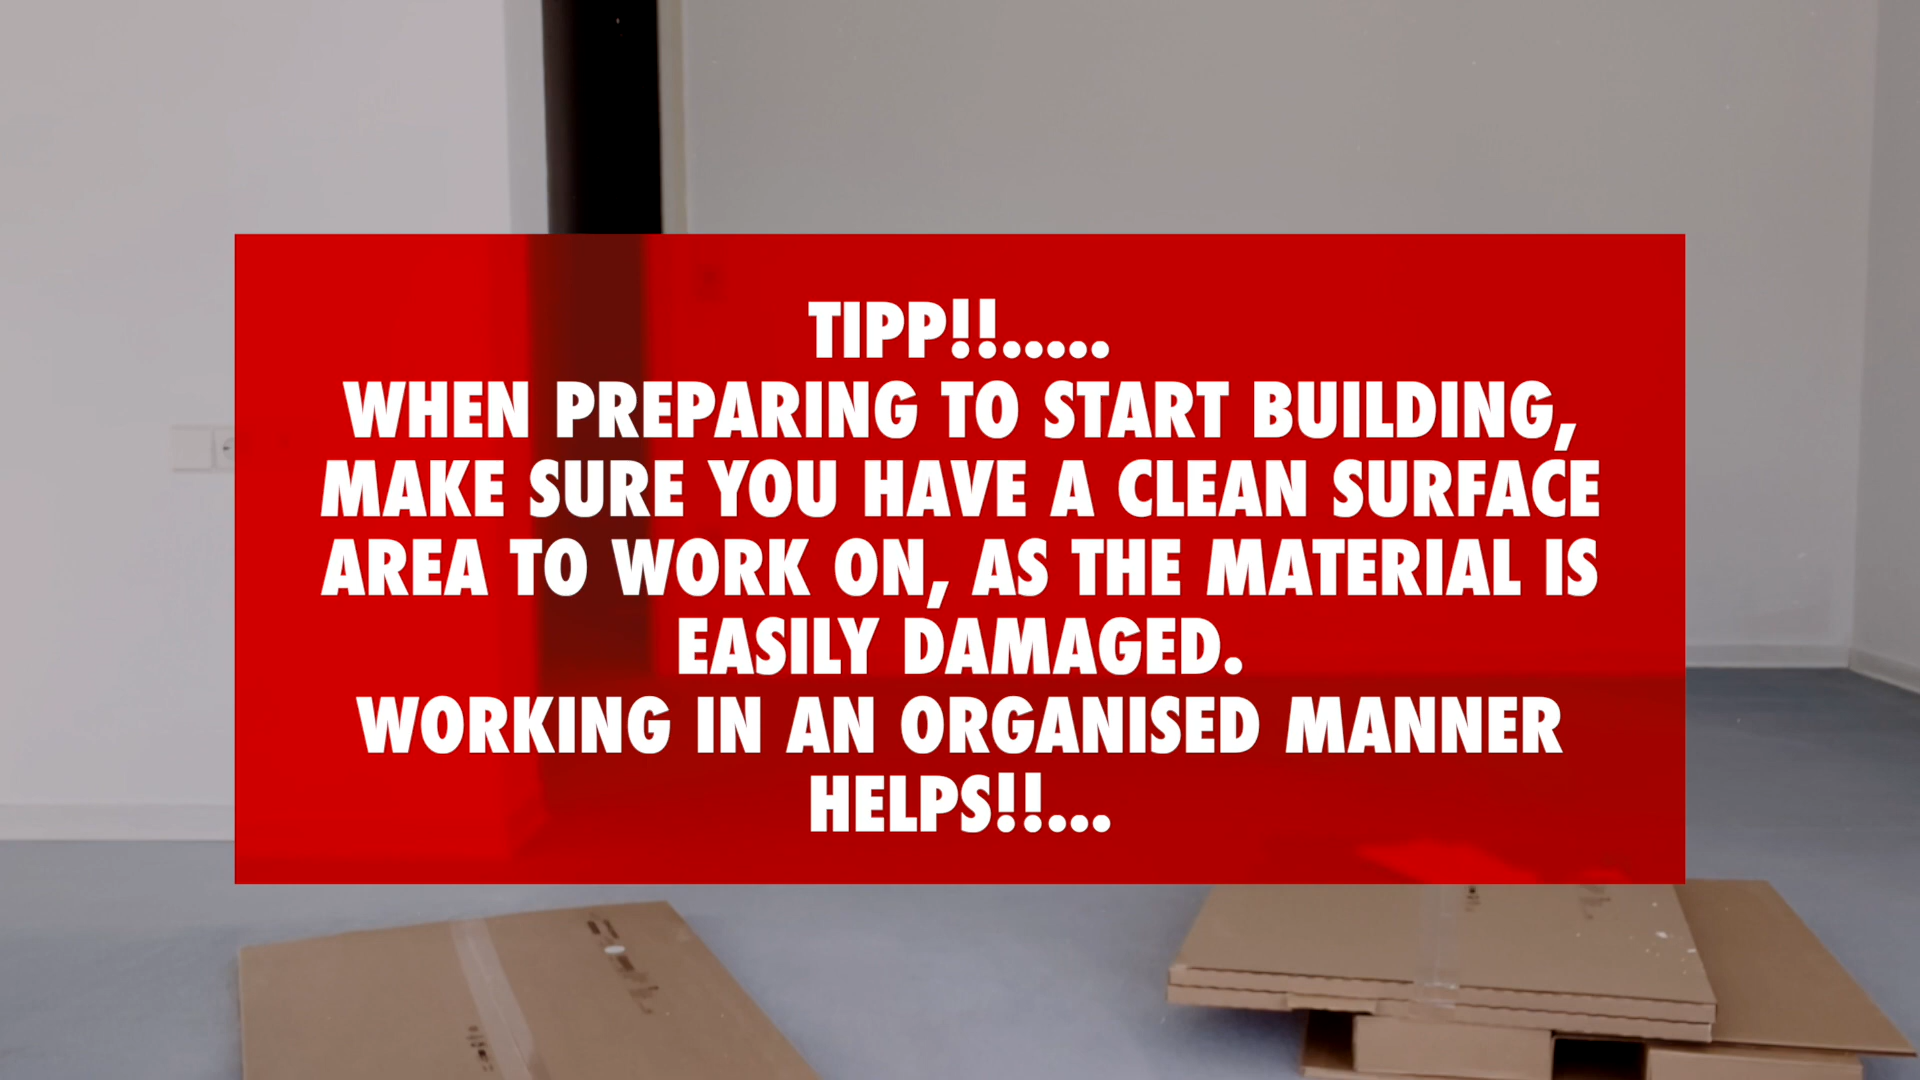 TIPP!!.....
WHEN PREPARING TO START BUILDING,
MAKE SURE YOU HAVE A CLEAN SURFACE
AREA TO WORK ON, AS THE MATERIAL IS
EASILY DAMAGED.
WORKING IN AN ORGANISED MANNER
HELPS!!...